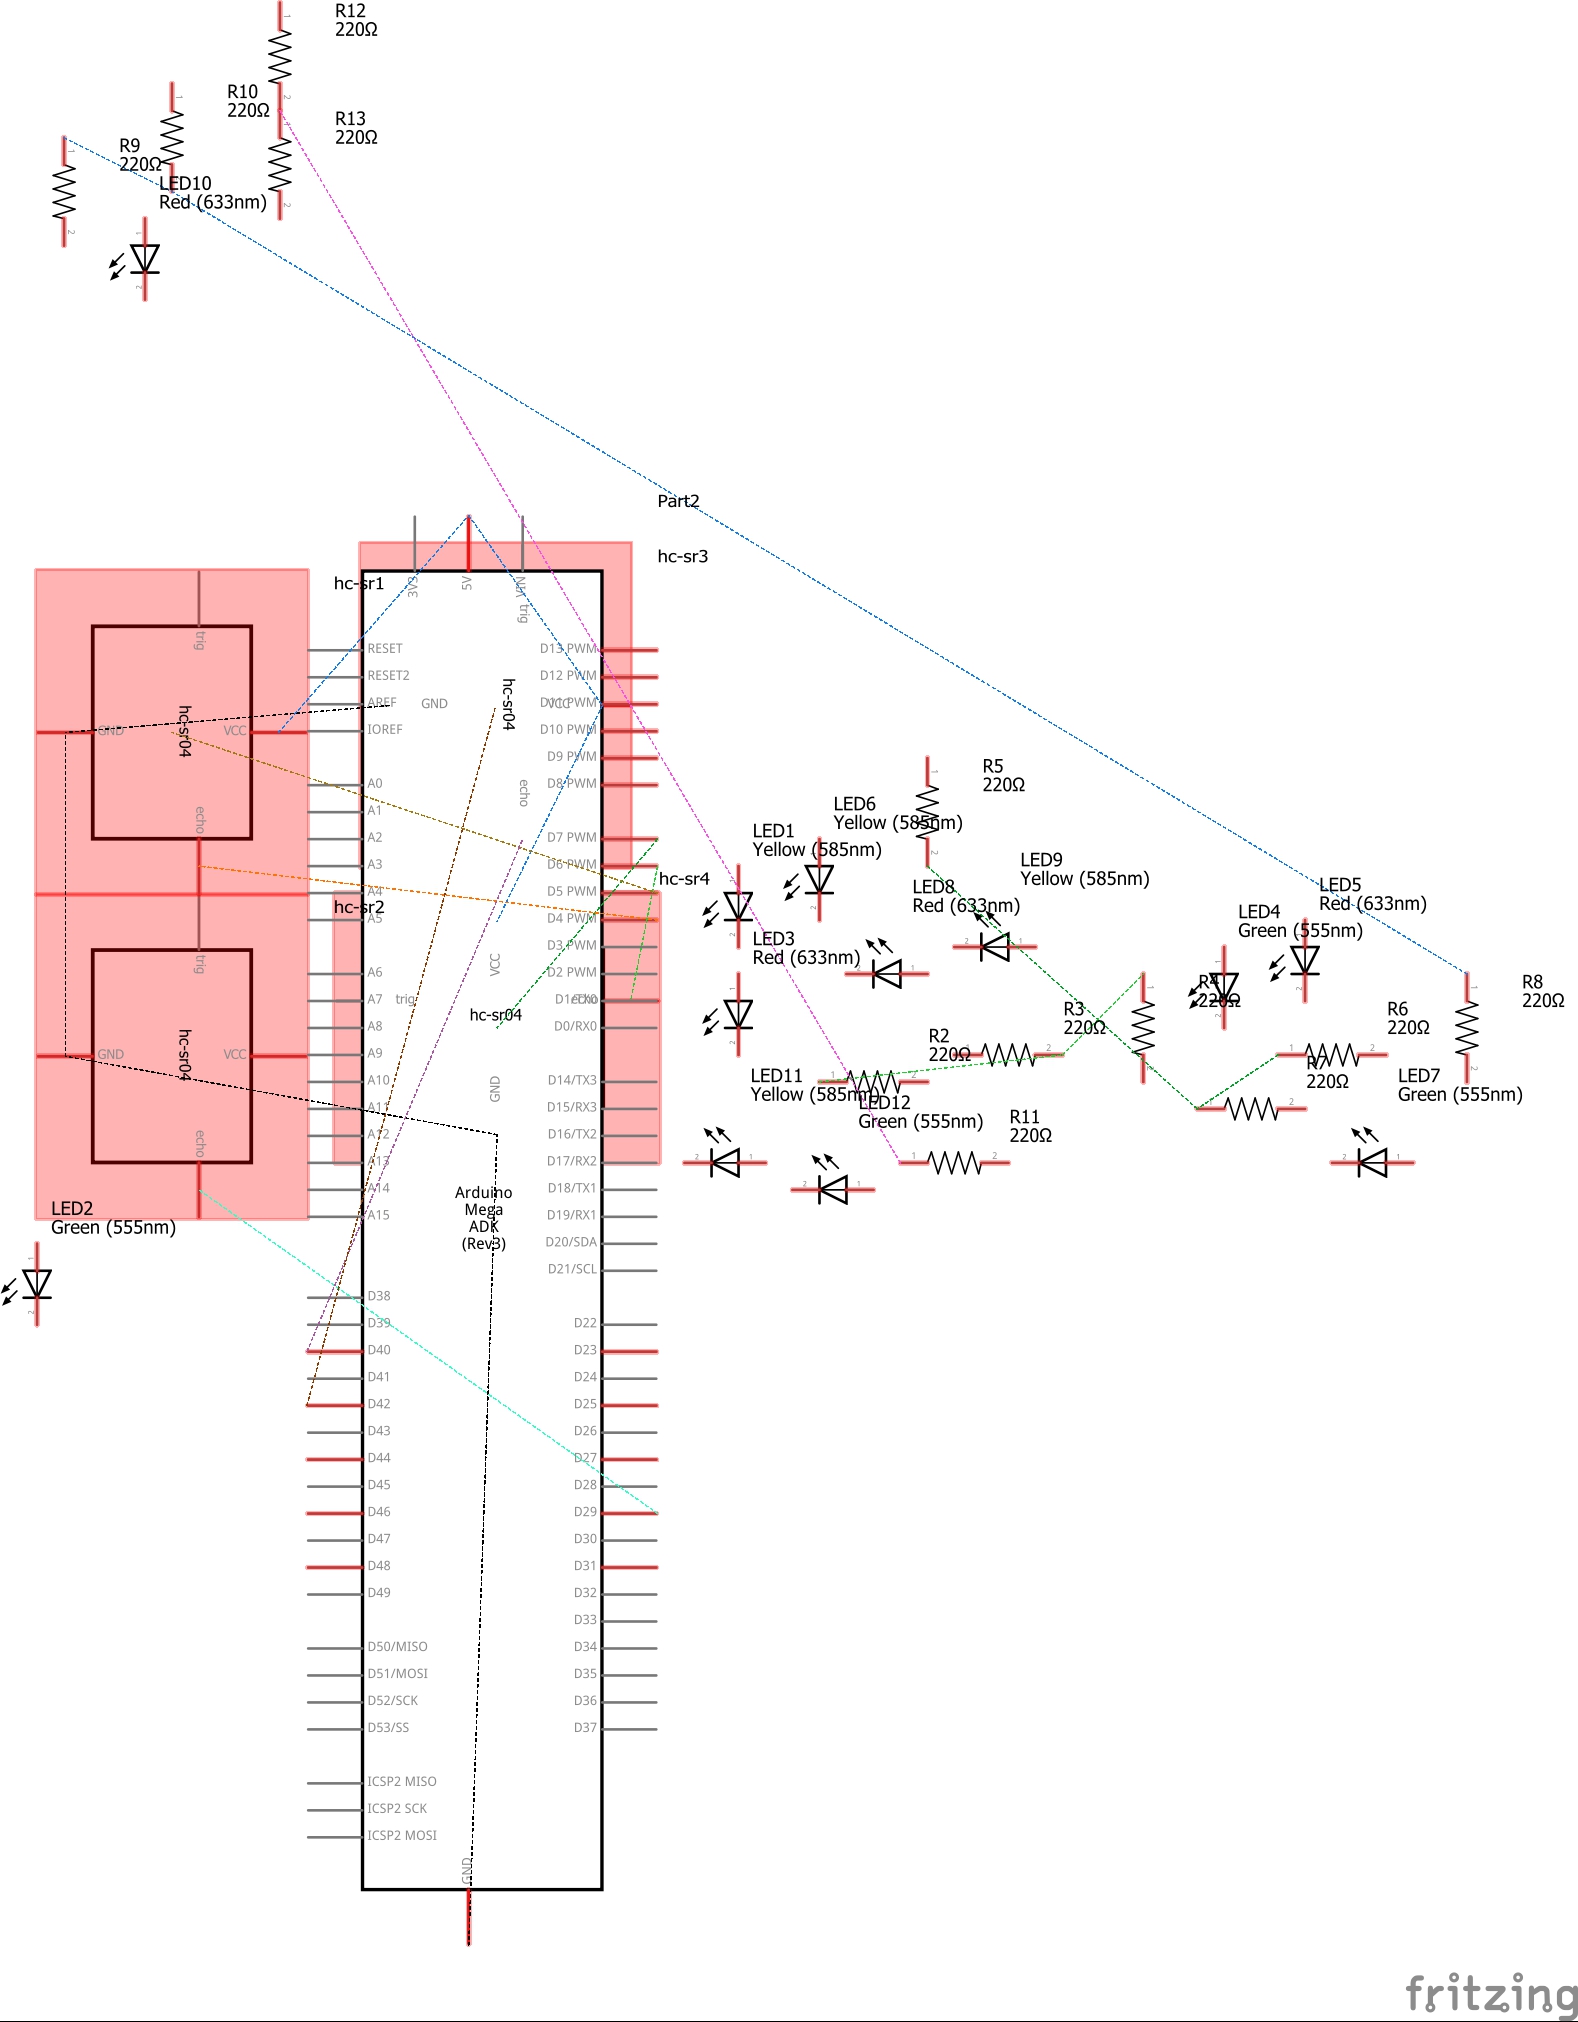 R12
220Ω
R10
220Ω
R13
220Ω
R9
220Ω
LED10
Red (633nm)
Part2
hc-sr3
hc-sr1
3V3
5V
VIN
trig
trig
RESET
RESET2
AREF
IOREF
GND
VCC
D13 PWM
D12 PWM
D11 PWM
D10 PWM
D9 PWM
D8 PWM
hc-sr04
hc-sr04
GND
VCC
echo
echo
A0
A1
A2
A3
A4
A5
D7 PWM
D6 PWM
D5 PWM
D4 PWM
D3 PWM
D2 PWM
D1/TX0
D0/RX0
hc-sr4
hc-sr2
trig
VCC
trig
echo
hc-sr04
GND
hc-sr04
GND
VCC
echo
A6
A7
A8
A9
A10
A11
A12
A13
A14
A15
D14/TX3
D15/RX3
D16/TX2
D17/RX2
D18/TX1
D19/RX1
D20/SDA
D21/SCL
Arduino
Mega
ADK
(Rev3)
LED2
Green (555nm)
D38
D39
D40
D41
D42
D43
D44
D45
D46
D47
D48
D49
D22
D23
D24
D25
D26
D27
D28
D29
D30
D31
D32
D33
D34
D35
D36
D37
D50/MISO
D51/MOSI
D52/SCK
D53/SS
ICSP2 MISO
ICSP2 SCK
ICSP2 MOSI
GND
R5
220Ω
LED6
Yellow (585nm)
LED1
Yellow (585nm)
LED9
Yellow (585nm)
LED8
Red (633nm)
LED5
Red (633nm)
LED4
Green (555nm)
LED3
Red (633nm)
R4
220Ω
R8
220Ω
R3
220Ω
R6
220Ω
R2
220Ω
R7
220Ω
LED11
Yellow (585nm)
LED7
Green (555nm)
LED12
Green (555nm)
R11
220Ω
fritzing